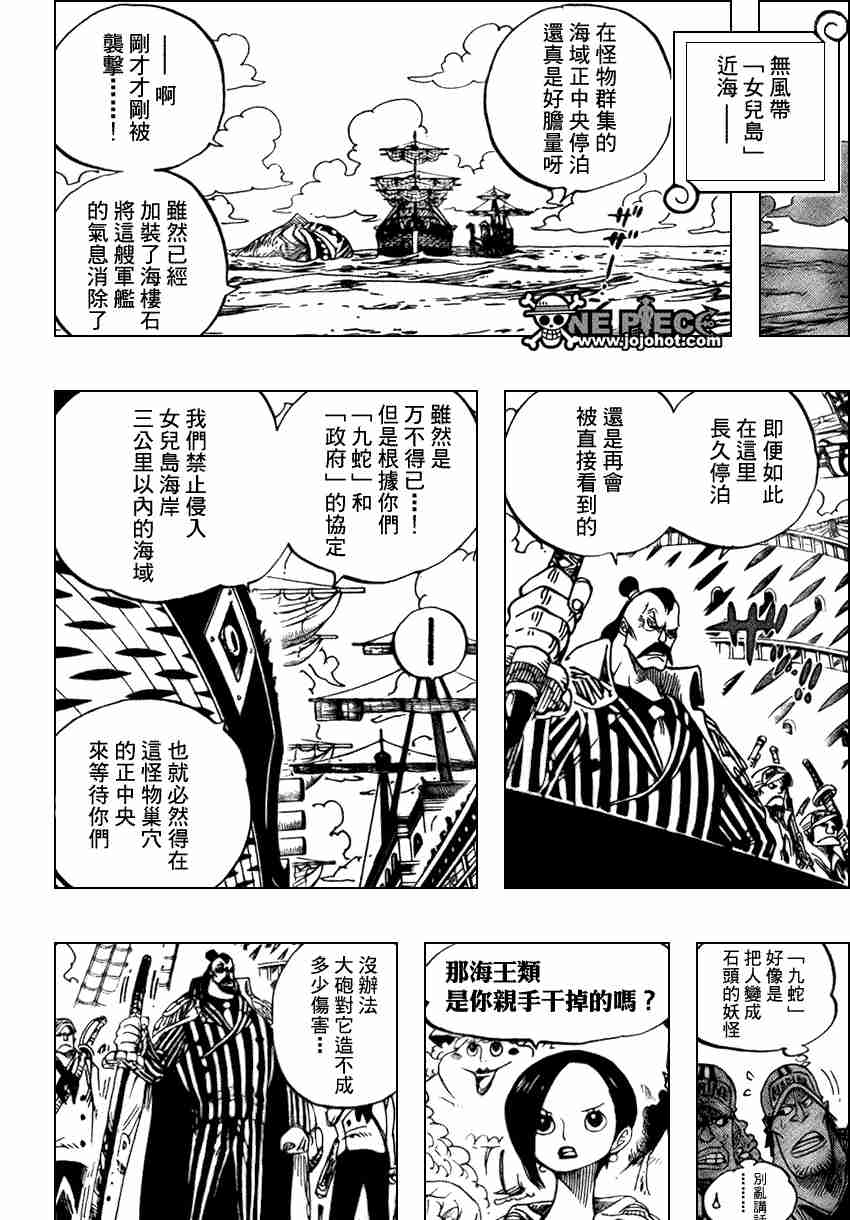 無風帶
「女兒島」
近海——
在怪物群集的
海域正中央停泊
還真是好膽量呀
——啊
剛才才剛被
襲擊……！
雖然已經
加裝了海樓石
將這艘軍艦
的氣息消除了
ONE PIECE
www.jojohot.com
即便如此
在這里
長久停泊
還是再會
被直接看到的
雖然是
万不得已……！
但是根據你們
「九蛇」和
「政府」的協定
我們禁止侵入
女兒島海岸
三公里以內的海域
也就必然得在
這怪物巢穴
的正中央
來等待你們
「九蛇」
好像是
把人變成
石頭的妖怪
別亂講話
……
那海王類
是你親手干掉的嗎？
沒辦法
大砲對它造不成
多少傷害…